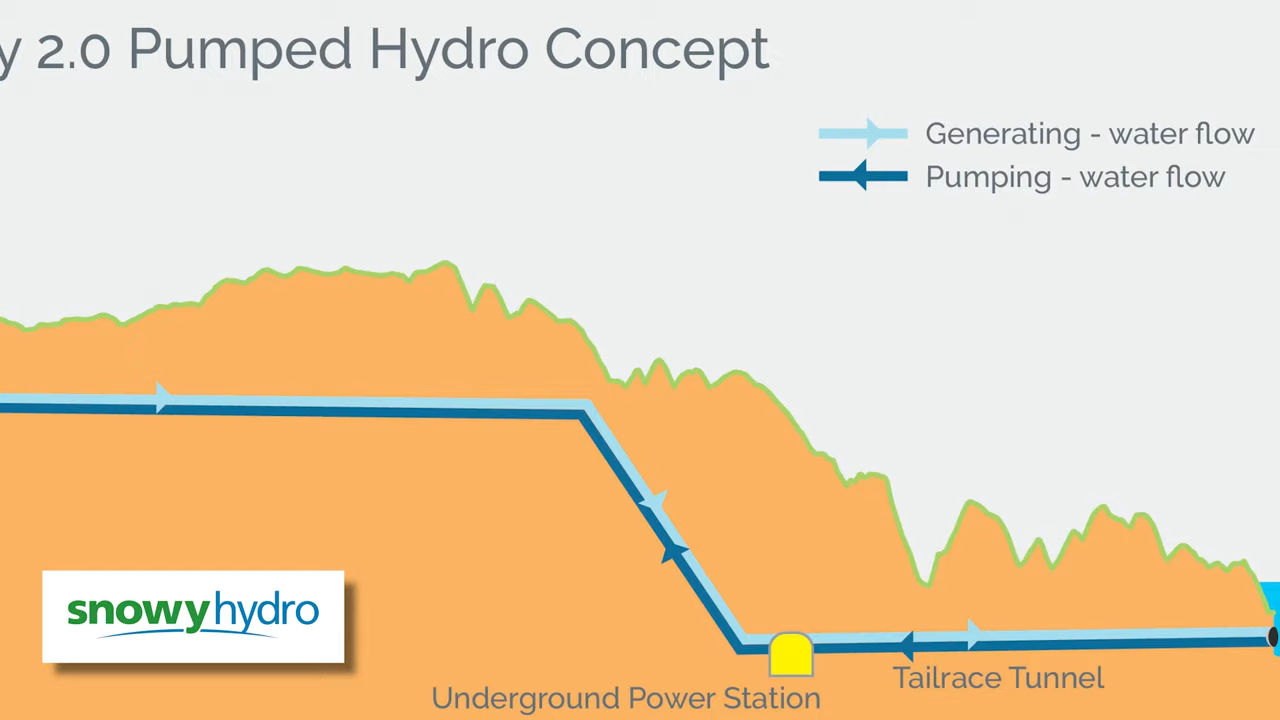 y 2.0 Pumped Hydro Concept
Generating - water flow
Pumping - water flow
snowyhydro
Tailrace Tunnel
Underground Power Station